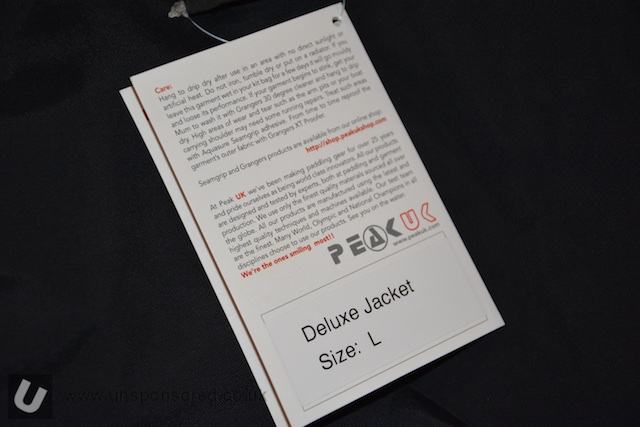 Care:
Hang to drip dry after use in an area with no direct sunlight or
artificial heat. Do not iron, tumble dry or put on a radiator. If you
leave this garment wet in your kit bag for a few days it will go mouldy
and loose its performance. If your garment begins to stink, get your
Mum to wash it with Grangers 30 degree cleaner and hang to drip
dry. High areas of wear and tear such as the arm pits or your boat
carrying shoulder may need some running repairs. Treat such areas
with Aquasure, Seamgrip adhesive. From time to time reproof the
garment's outer fabric with Grangers XT Proofer.
Seamgrip and Grangers products are available from our online shop.
http://shop.peakukshop.com
At Peak UK we've been making paddling gear for over 25 years
and pride ourselves as being world class innovators. All our products
are designed and tested by experts, both at paddling and garment
production. We use only the finest quality materials sourced all over
the globe. All our products are manufactured using the latest and
highest quality techniques and machines available. Our test team
are the finest. Many World, Olympic and National Champions in all
disciplines choose to use our products. See you on the water.
We're the ones smiling most!!
PEAK UK
www.peakuk.com
Deluxe Jacket
Size: L
U www.unsponsored.co.uk